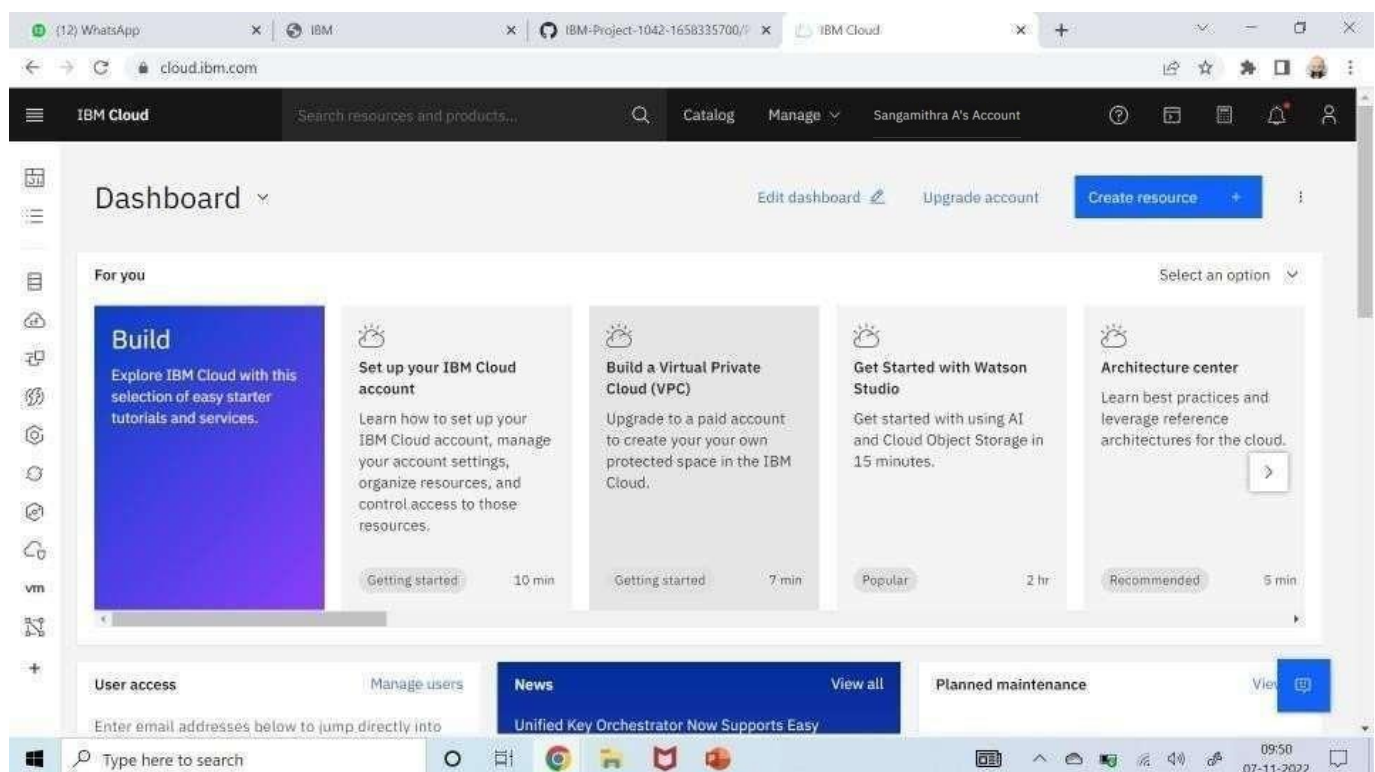 (12) WhatsApp
IBM
IBM-Project-1042-1658335700/
IBM Cloud
cloud.ibm.com
IBM Cloud
Search resources and products...
Catalog
Manage
Sangamithra A's Account
Dashboard
Edit dashboard
Upgrade account
Create resource +
For you
Select an option
Build
Explore IBM Cloud with this
selection of easy starter
tutorials and services.
Set up your IBM Cloud
account
Learn how to set up your
IBM Cloud account, manage
your account settings,
organize resources, and
control access to those
resources.
Getting started
10 min
Build a Virtual Private
Cloud (VPC)
Upgrade to a paid account
to create your your own
protected space in the IBM
Cloud.
Getting started
7 min
Get Started with Watson
Studio
Get started with using AI
and Cloud Object Storage in
15 minutes.
Popular
2 hr
Architecture center
Learn best practices and
leverage reference
architectures for the cloud.
Recommended
5 min
vm
User access
Manage users
Enter email addresses below to jump directly into
News
View all
Unified Key Orchestrator Now Supports Easy
Planned maintenance
Type here to search
09:50
07-11-2022